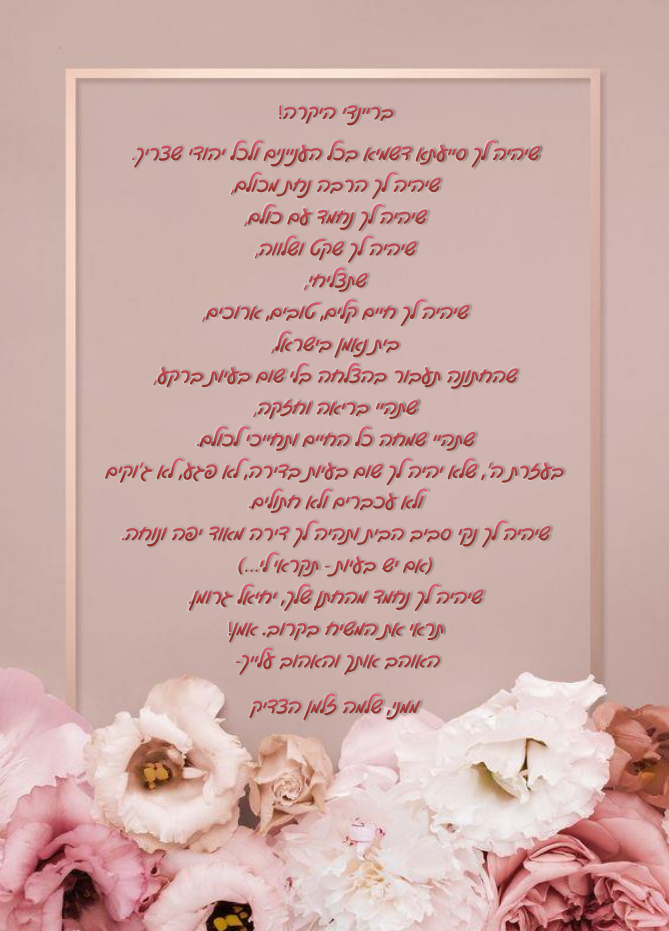 בריינדי היקרה!
שיהיה לך סייעתא דשמיא בכל העניינים ולכל יהודי שצריך.
שיהיה לך הרבה נחת מכולם,
שיהיה לך נחמד עם כולם,
שיהיה לך שקט ושלווה,
שתצליחי,
שיהיה לך חיים קלים, טובים, ארוכים,
בית נאמן בישראל,
שהחתונה תעבור בהצלחה בלי שום בעיות ברקע,
שתהיי בריאה וחזקה,
שתהיי שמחה כל החיים ותחייכי לכולם.
בעזרת ה', שלא יהיה לך שום בעיות בדירה, לא פגע, לא ג'וקים
ולא עכברים ולא חתולים.
שיהיה לך נקי סביב הבית ותהיה לך דירה מאוד יפה ונוחה.
(אם יש בעיות- תקראי לי...)
שיהיה לך נחמד מהחתן שלך, יחיאל גרומן
תראי את המשיח בקרוב. אמן!
האוהב אותך והאהוב עלייך-
ממני, שלמה זלמן הצדיק